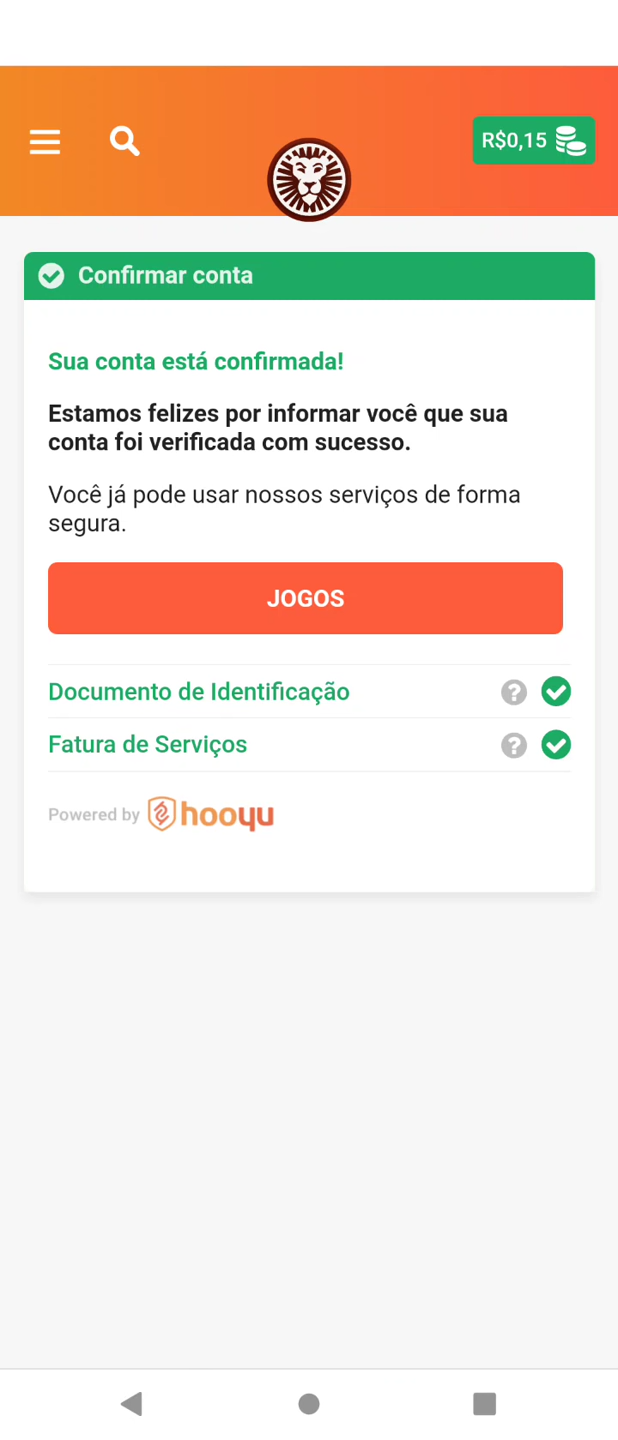 R$0,15
Confirmar conta
Sua conta está confirmada!
Estamos felizes por informar você que sua
conta foi verificada com sucesso.
Você já pode usar nossos serviços de forma
segura.
JOGOS
Documento de Identificação ?
Fatura de Serviços ?
Powered by hooyu